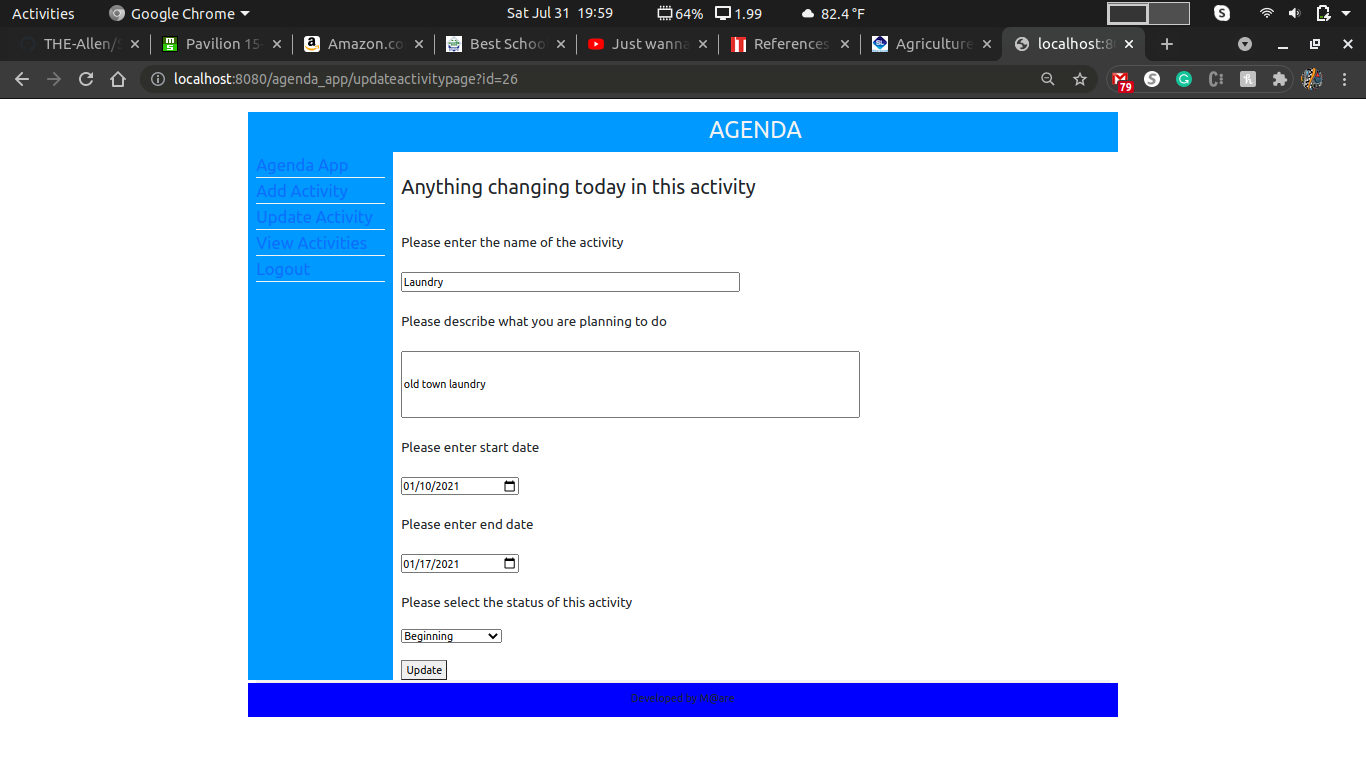 Activities Google Chrome Sat Jul 31 19:59 64% 1.99 82.4 °F
THE-Allen/ Pavilion 15 Amazon.co Best Schoo Just wanna References Agriculture localhost:8
localhost:8080/agenda_app/updateactivitypage?id=26
79
AGENDA
Agenda App
Add Activity
Update Activity
View Activities
Logout
Anything changing today in this activity
Please enter the name of the activity
Laundry
Please describe what you are planning to do
old town laundry
Please enter start date
01/10/2021
Please enter end date
01/17/2021
Please select the status of this activity
Beginning
Update